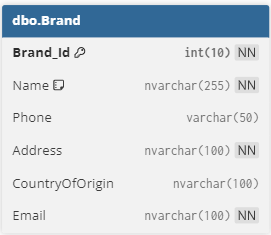 dbo.Brand
Brand_Id int(10) NN
Name nvarchar(255) NN
Phone varchar(50)
Address nvarchar(100) NN
CountryOfOrigin nvarchar(100)
Email nvarchar(100) NN